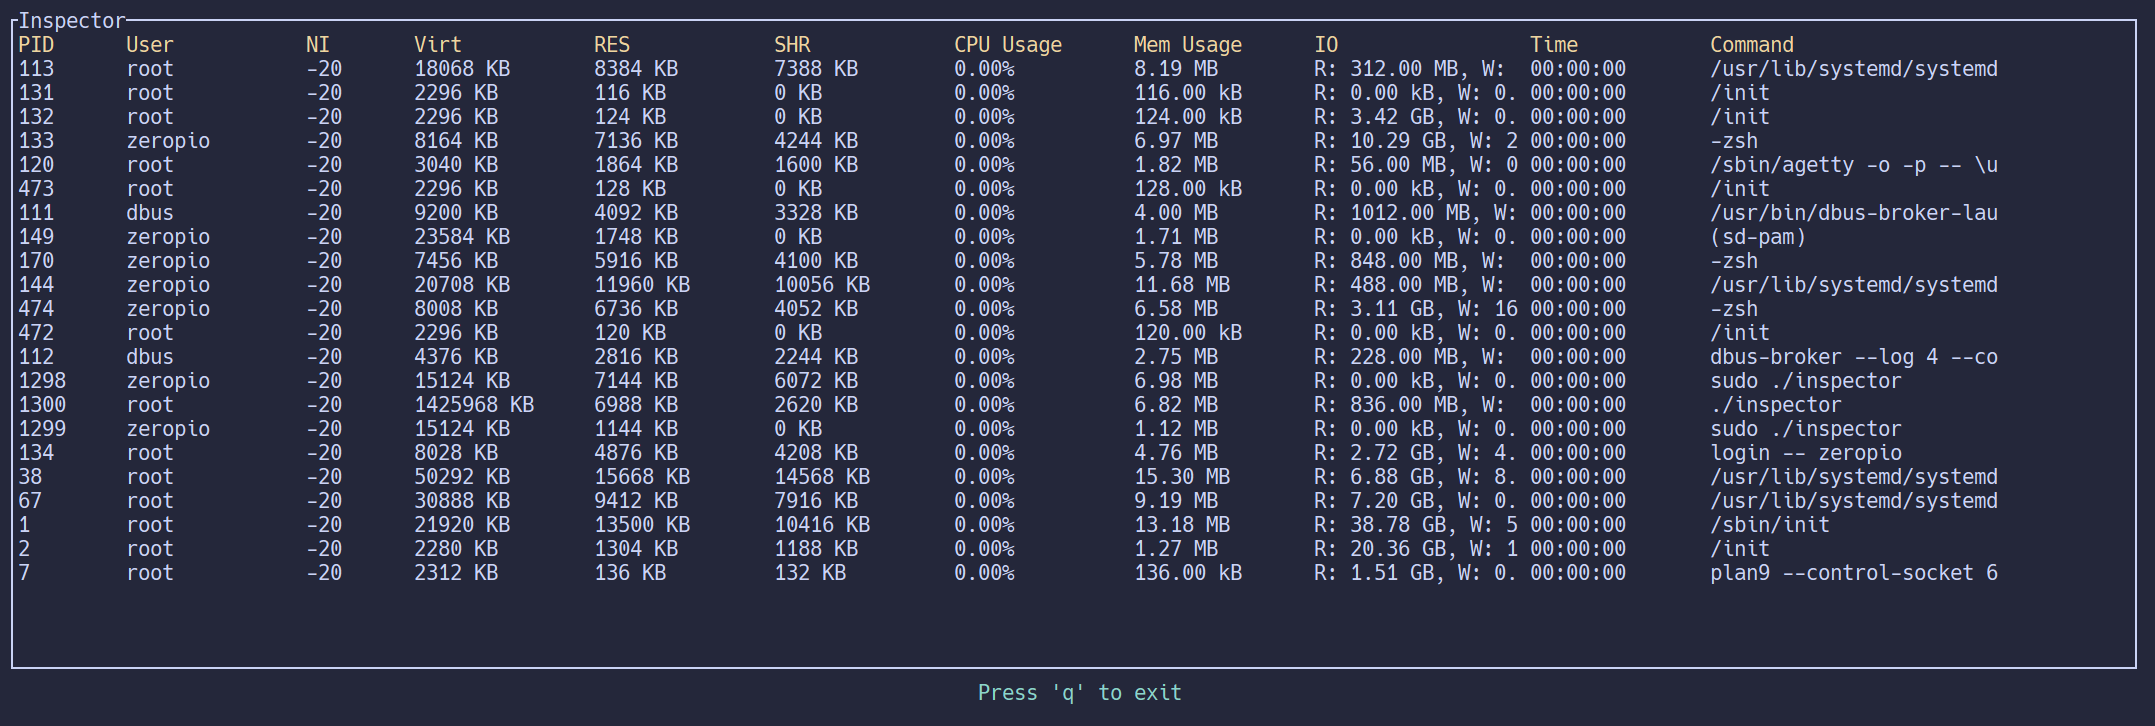 Inspector
PID User NI Virt RES SHR CPU Usage Mem Usage IO Time Command
113 root -20 18068 KB 8384 KB 7388 KB 0.00% 8.19 MB R: 312.00 MB, W: 00:00:00 /usr/lib/systemd/systemd
131 root -20 2296 KB 116 KB 0 KB 0.00% 116.00 kB R: 0.00 kB, W: 0. 00:00:00 /init
132 root -20 2296 KB 124 KB 0 KB 0.00% 124.00 kB R: 3.42 GB, W: 0. 00:00:00 /init
133 zeropio -20 8164 KB 7136 KB 4244 KB 0.00% 6.97 MB R: 10.29 GB, W: 2 00:00:00 -zsh
120 root -20 3040 KB 1864 KB 1600 KB 0.00% 1.82 MB R: 56.00 MB, W: 0 00:00:00 /sbin/agetty -o -p -- \u
473 root -20 2296 KB 128 KB 0 KB 0.00% 128.00 kB R: 0.00 kB, W: 0. 00:00:00 /init
111 dbus -20 9200 KB 4092 KB 3328 KB 0.00% 4.00 MB R: 1012.00 MB, W: 00:00:00 /usr/bin/dbus-broker-lau
149 zeropio -20 23584 KB 1748 KB 0 KB 0.00% 1.71 MB R: 0.00 kB, W: 0. 00:00:00 (sd-pam)
170 zeropio -20 7456 KB 5916 KB 4100 KB 0.00% 5.78 MB R: 848.00 MB, W: 00:00:00 -zsh
144 zeropio -20 20708 KB 11960 KB 10056 KB 0.00% 11.68 MB R: 488.00 MB, W: 00:00:00 /usr/lib/systemd/systemd
474 zeropio -20 8008 KB 6736 KB 4052 KB 0.00% 6.58 MB R: 3.11 GB, W: 16 00:00:00 -zsh
472 root -20 2296 KB 120 KB 0 KB 0.00% 120.00 kB R: 0.00 kB, W: 0. 00:00:00 /init
112 dbus -20 4376 KB 2816 KB 2244 KB 0.00% 2.75 MB R: 228.00 MB, W: 00:00:00 dbus-broker --log 4 --co
1298 zeropio -20 15124 KB 7144 KB 6072 KB 0.00% 6.98 MB R: 0.00 kB, W: 0. 00:00:00 sudo ./inspector
1300 root -20 1425968 KB 6988 KB 2620 KB 0.00% 6.82 MB R: 836.00 MB, W: 00:00:00 ./inspector
1299 zeropio -20 15124 KB 1144 KB 0 KB 0.00% 1.12 MB R: 0.00 kB, W: 0. 00:00:00 sudo ./inspector
134 root -20 8028 KB 4876 KB 4208 KB 0.00% 4.76 MB R: 2.72 GB, W: 4. 00:00:00 login -- zeropio
38 root -20 50292 KB 15668 KB 14568 KB 0.00% 15.30 MB R: 6.88 GB, W: 8. 00:00:00 /usr/lib/systemd/systemd
67 root -20 30888 KB 9412 KB 7916 KB 0.00% 9.19 MB R: 7.20 GB, W: 0. 00:00:00 /usr/lib/systemd/systemd
1 root -20 21920 KB 13500 KB 10416 KB 0.00% 13.18 MB R: 38.78 GB, W: 5 00:00:00 /sbin/init
2 root -20 2280 KB 1304 KB 1188 KB 0.00% 1.27 MB R: 20.36 GB, W: 1 00:00:00 /init
7 root -20 2312 KB 136 KB 132 KB 0.00% 136.00 kB R: 1.51 GB, W: 0. 00:00:00 plan9 --control-socket 6
Press 'q' to exit